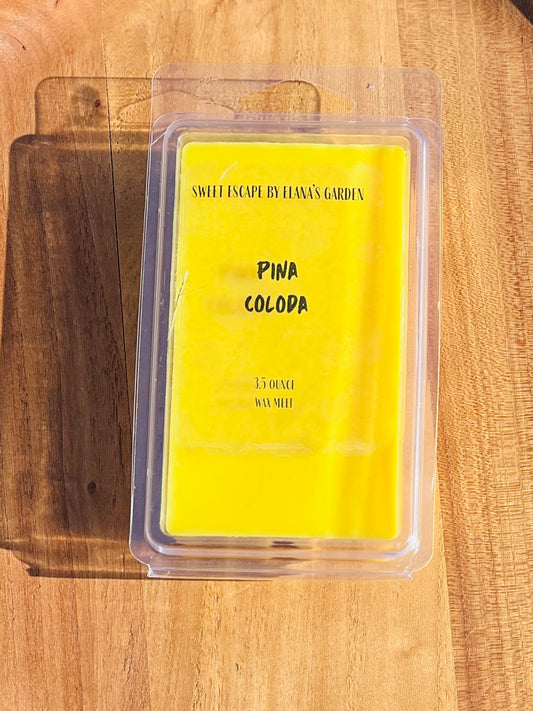 SWEET ESCAPE BY ELANA'S GARDEN
PINA
COLODA
3.5 OUNCE
WAX MELT